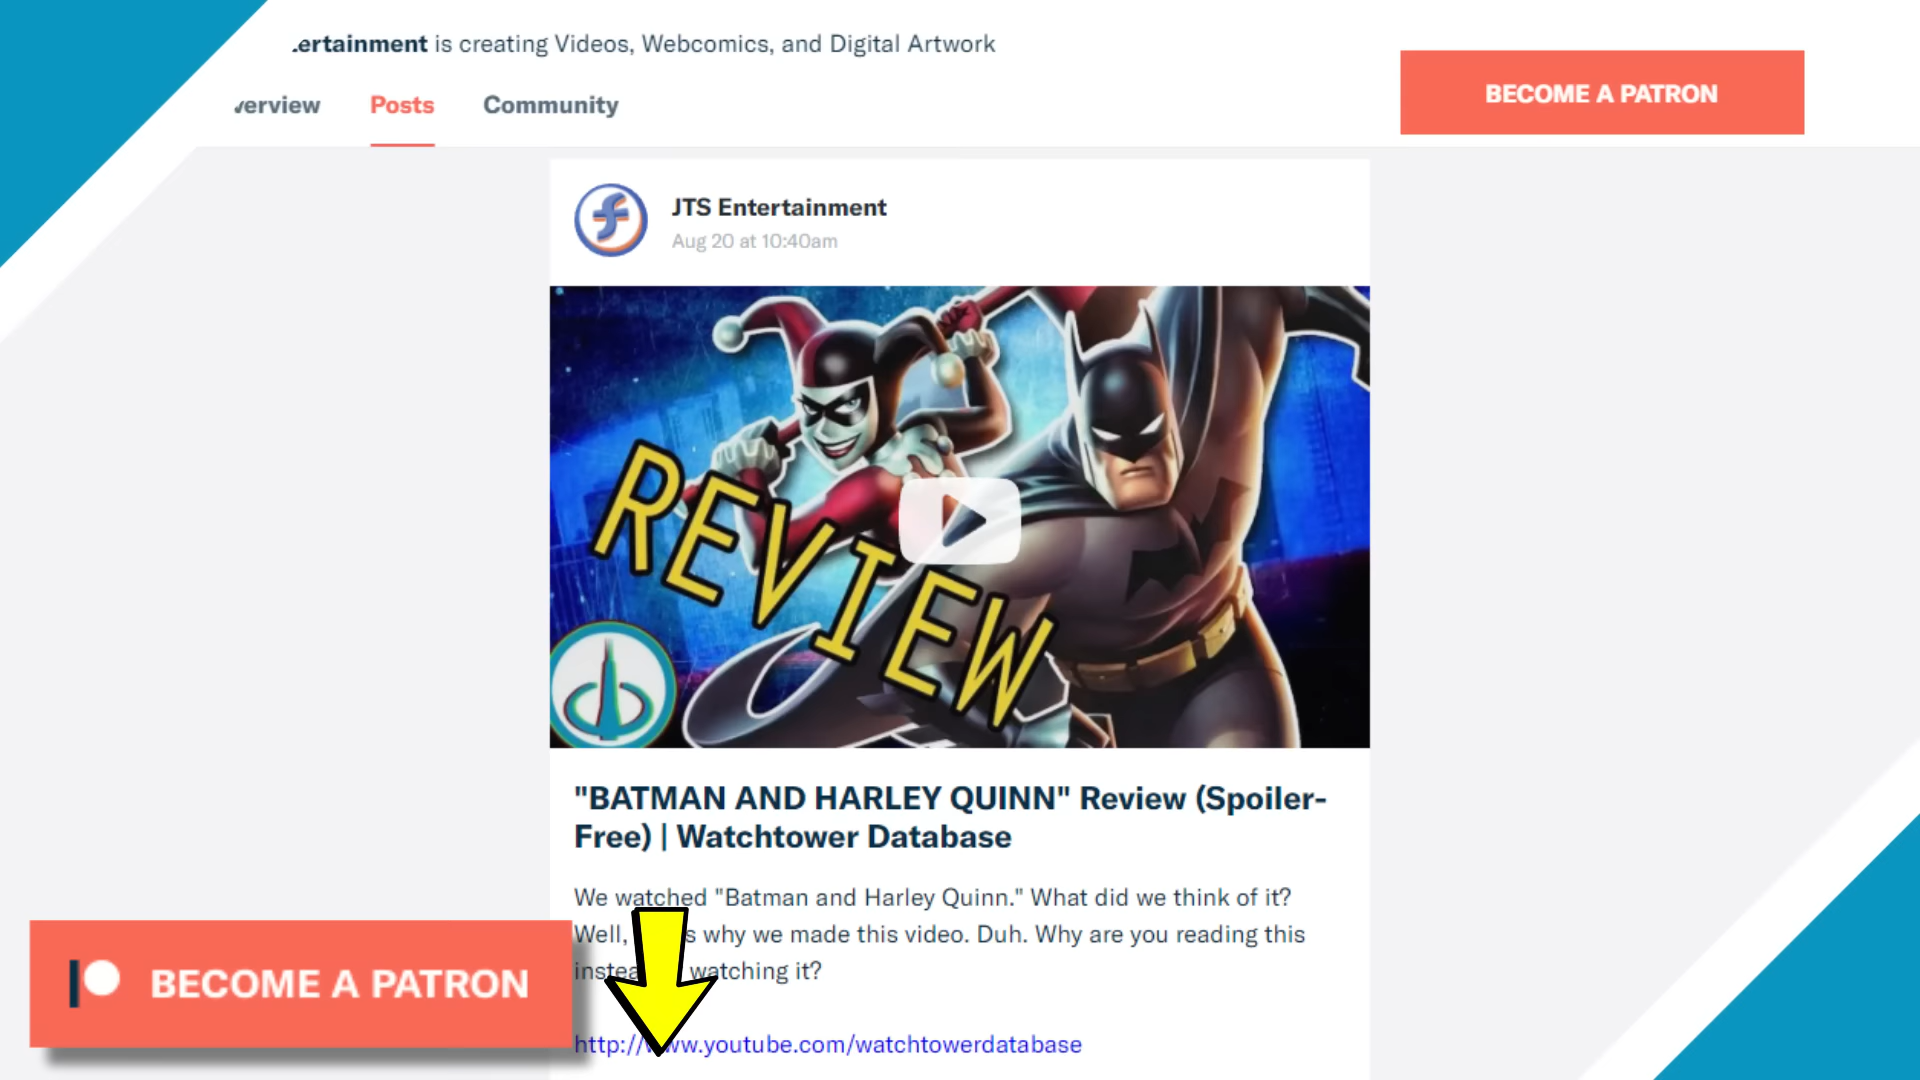 ertainment is creating Videos, Webcomics, and Digital Artwork
BECOME A PATRON
verview Posts Community
JTS Entertainment
Aug 20 at 10:40am
REVIEW
"BATMAN AND HARLEY QUINN" Review (Spoiler-
Free) | Watchtower Database
We watched "Batman and Harley Quinn." What did we think of it?
Well, s why we made this video. Duh. Why are you reading this
instea watching it?
http://www.youtube.com/watchtowerdatabase
BECOME A PATRON